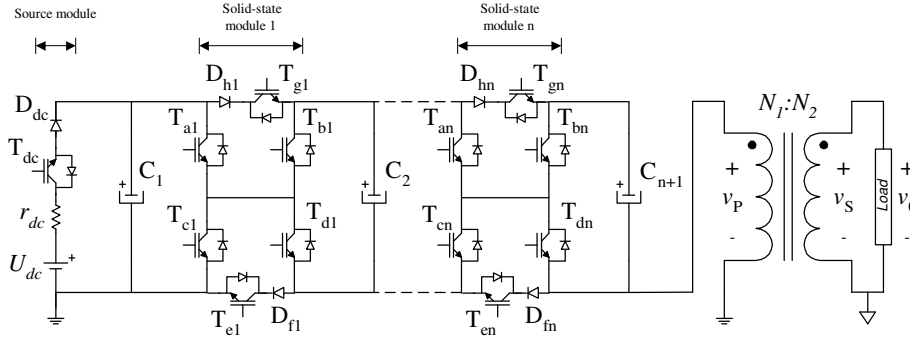 Source module
Solid-state
module 1
Solid-state
module n
D_dc
T_dc
r_dc
U_dc
+
C_1
+
D_h1
T_g1
T_a1
T_b1
T_c1
T_d1
T_e1
D_f1
C_2
+
D_hn
T_gn
T_an
T_bn
T_cn
T_dn
T_en
D_fn
C_n+1
+
N_1:N_2
+
v_P
-
+
v_S
-
Load
+
-